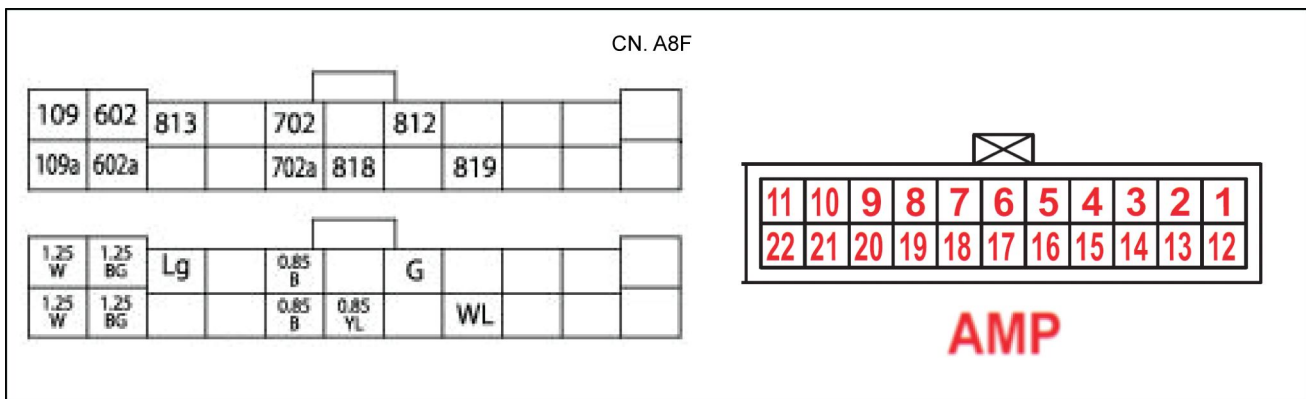 CN. A8F
109 602 813 702 812
109a 602a 702a 818 819
1.25 W 1.25 BG Lg 0.85 B G
1.25 W 1.25 BG 0.85 B 0.85 YL WL
11 10 9 8 7 6 5 4 3 2 1
22 21 20 19 18 17 16 15 14 13 12
AMP